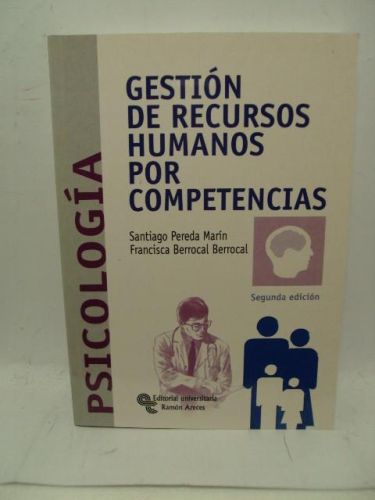 PSICOLOGÍA
GESTIÓN
DE RECURSOS
HUMANOS
POR
COMPETENCIAS
Santiago Pereda Marín
Francisca Berrocal Berrocal
Segunda edición
Editorial universitaria
Ramón Areces